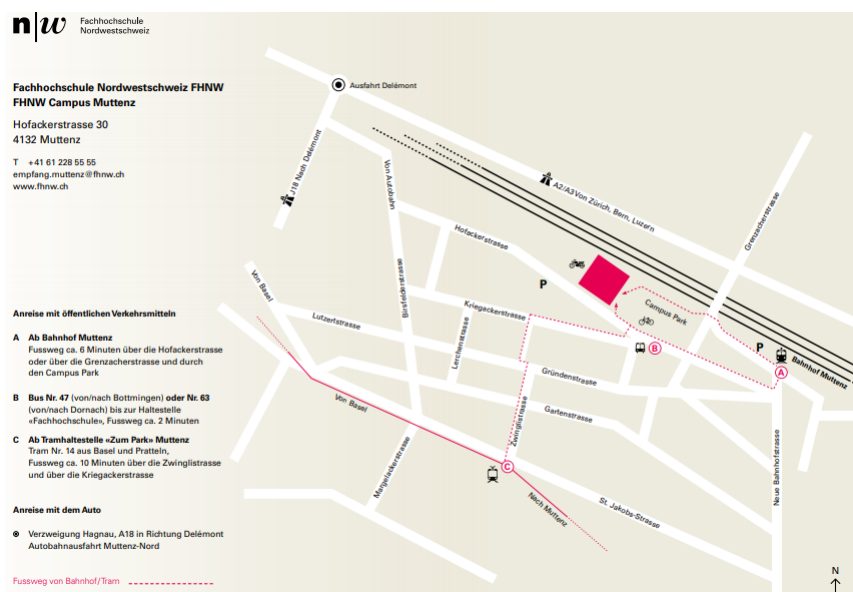 n|w
Fachhochschule
Nordwestschweiz
Fachhochschule Nordwestschweiz FHNW
FHNW Campus Muttenz
Hofackerstrasse 30
4132 Muttenz
T +41 61 228 55 55
empfang.muttenz@fhnw.ch
www.fhnw.ch
Anreise mit öffentlichen Verkehrsmitteln
A Ab Bahnhof Muttenz
Fussweg ca. 6 Minuten über die Hofackerstrasse
oder über die Grenzacherstrasse und durch
den Campus Park
B Bus Nr. 47 (von/nach Bottmingen) oder Nr. 63
(von/nach Dornach) bis zur Haltestelle
«Fachhochschule», Fussweg ca. 2 Minuten
C Ab Tramhaltestelle «Zum Park» Muttenz
Tram Nr. 14 aus Basel und Pratteln,
Fussweg ca. 10 Minuten über die Zwinglistrasse
und über die Kriegackerstrasse
Anreise mit dem Auto
Verzweigung Hagnau, A18 in Richtung Delémont
Autobahnausfahrt Muttenz-Nord
Fussweg von Bahnhof/Tram
Ausfahrt Delémont
J18 Nach Delémont
Von Autobahn
A2/A3 Von Zürich, Bern, Luzern
Grenzacherstrasse
Hofackerstrasse
P
Von Basel
Birsfelderstrasse
Kriegackerstrasse
Campus Park
Lutzertstrasse
Lerchenstrasse
B
P
Bahnhof Muttenz
A
Gründenstrasse
Von Basel
Zwinglistrasse
Gartenstrasse
Margelackerstrasse
C
Neue Bahnhofstrasse
Nach Muttenz
St. Jakobs-Strasse
N